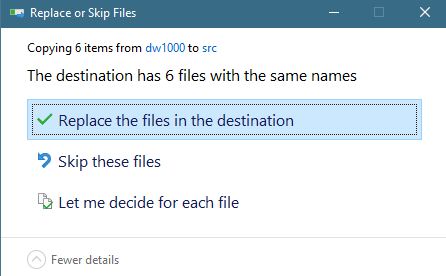 Replace or Skip Files
Copying 6 items from dw1000 to src
The destination has 6 files with the same names
Replace the files in the destination
Skip these files
Let me decide for each file
Fewer details